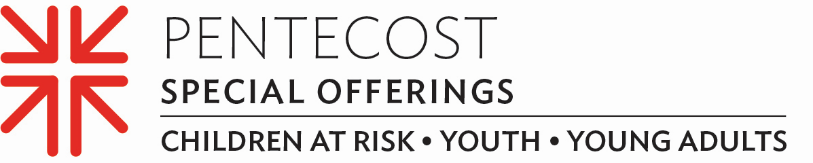 PENTECOST
SPECIAL OFFERINGS
CHILDREN AT RISK • YOUTH • YOUNG ADULTS